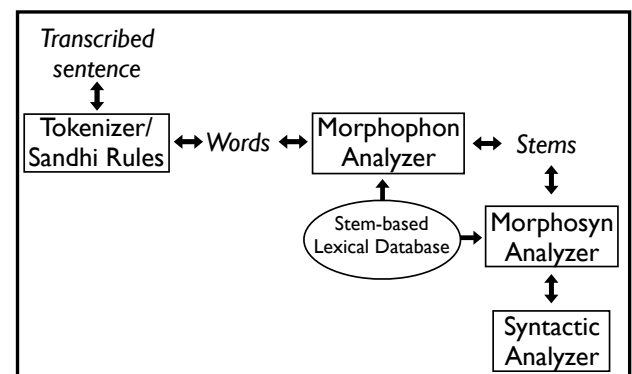 Transcribed
sentence
Tokenizer/
Sandhi Rules
Words
Morphophon
Analyzer
Stems
Stem-based
Lexical Database
Morphosyn
Analyzer
Syntactic
Analyzer